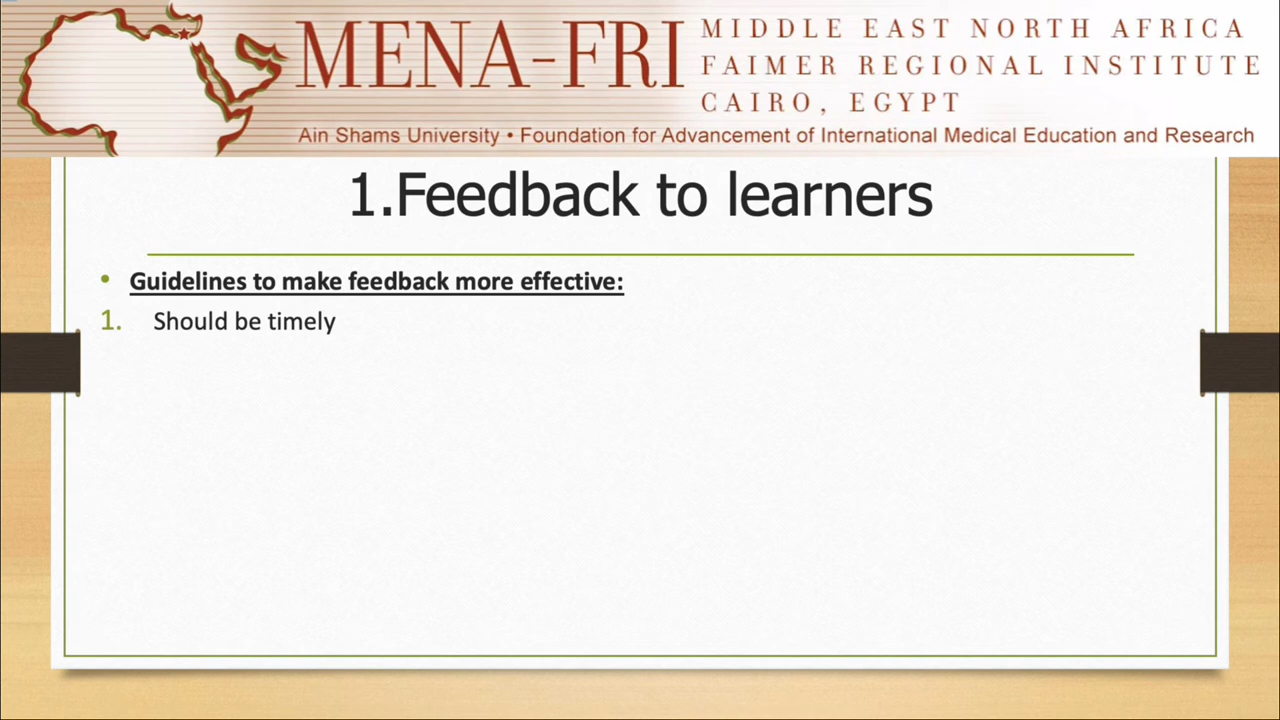 MENA-FRI
MIDDLE EAST NORTH AFRICA
FAIMER REGIONAL INSTITUTE
CAIRO, EGYPT
Ain Shams University • Foundation for Advancement of International Medical Education and Research
1.Feedback to learners
• Guidelines to make feedback more effective:
1. Should be timely